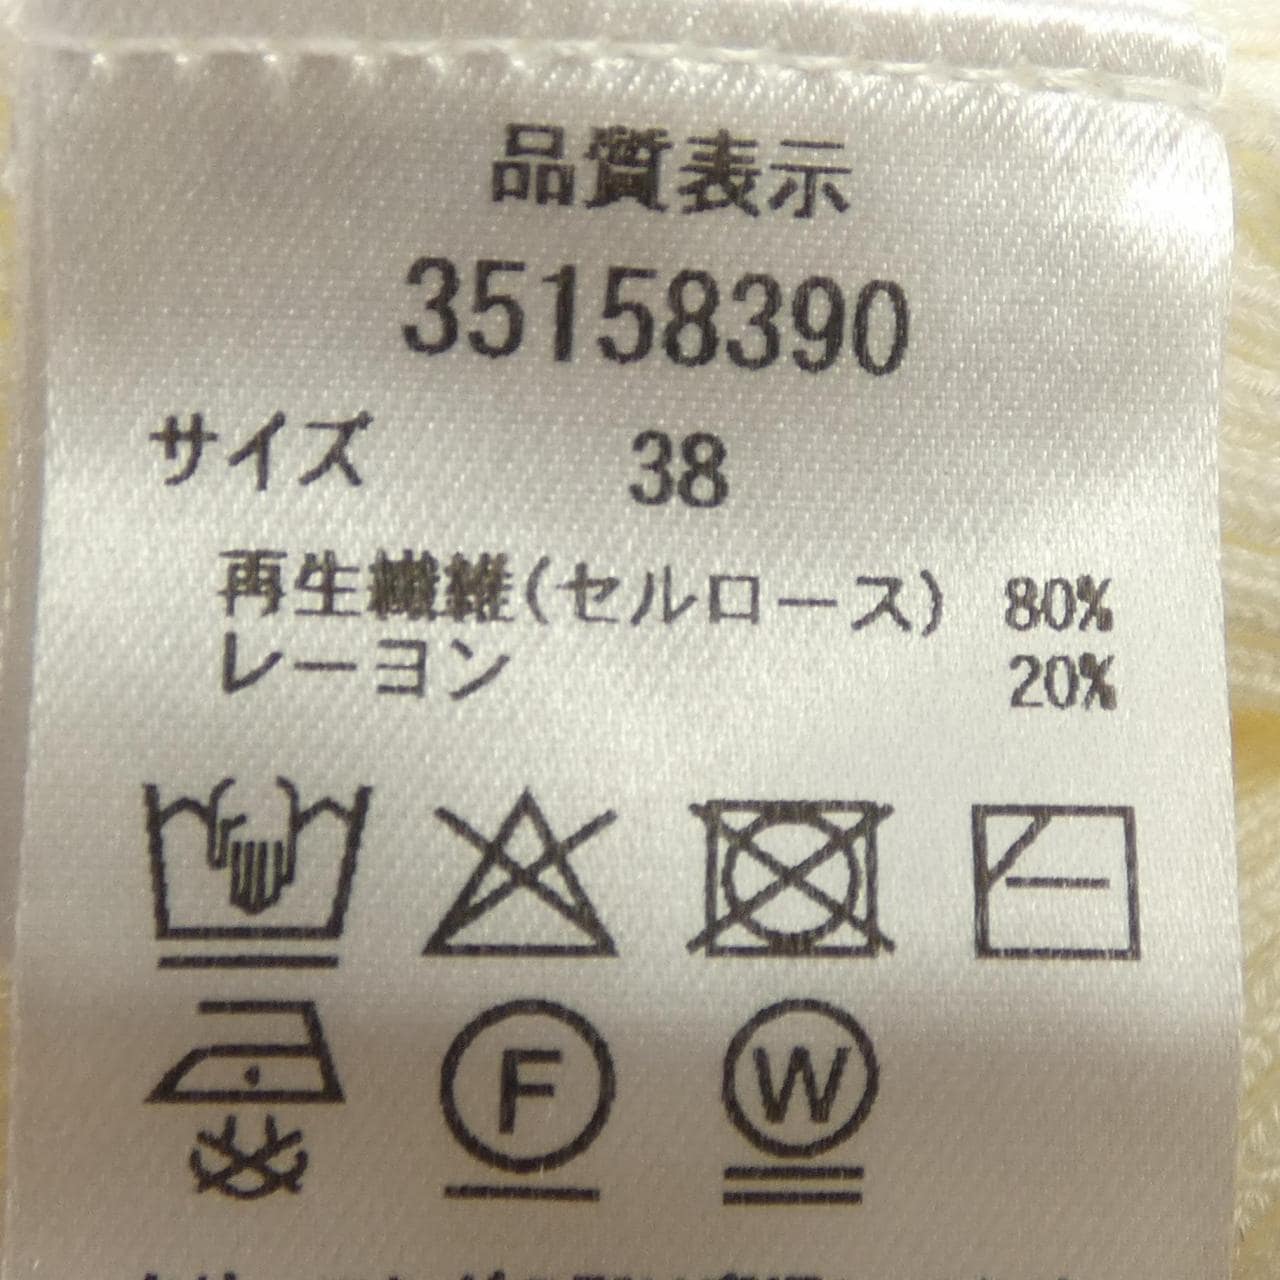 品質表示
35158390
サイズ 38
再生繊維(セルロース) 80%
レーヨン 20%
F W